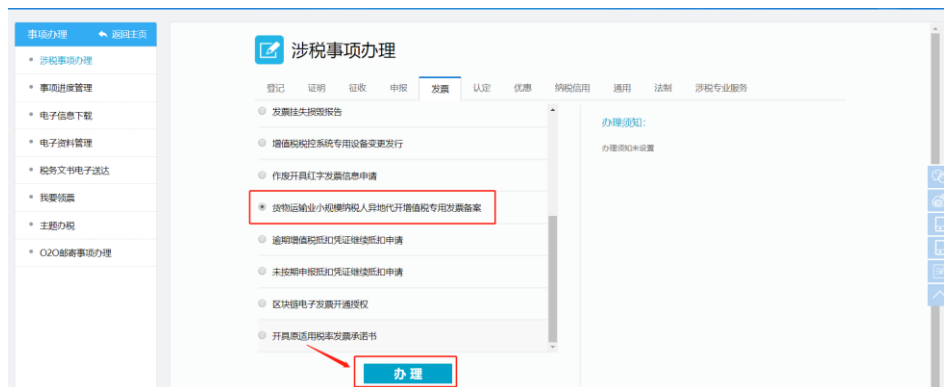 事项办理 返回主页
涉税事项办理
事项进度管理
电子信息下载
电子资料管理
税务文书电子送达
我要领票
主题办税
O2O邮寄事项办理
涉税事项办理
登记 证明 征收 申报 发票 认定 优惠 纳税信用 通用 法制 涉税专业服务
发票挂失损毁报告
增值税税控系统专用设备变更发行
作废开具红字发票信息申请
货物运输业小规模纳税人异地代开增值税专用发票备案
逾期增值税抵扣凭证继续抵扣申请
未按期申报抵扣凭证继续抵扣申请
区块链电子发票开通授权
开具原适用税率发票承诺书
办理
办理须知:
办理须知未设置